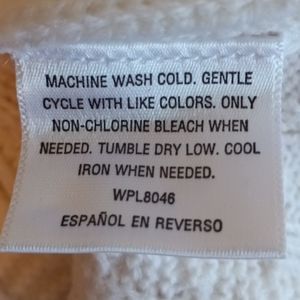 MACHINE WASH COLD. GENTLE
CYCLE WITH LIKE COLORS. ONLY
NON-CHLORINE BLEACH WHEN
NEEDED. TUMBLE DRY LOW. COOL
IRON WHEN NEEDED.
WPL8046
ESPAÑOL EN REVERSO